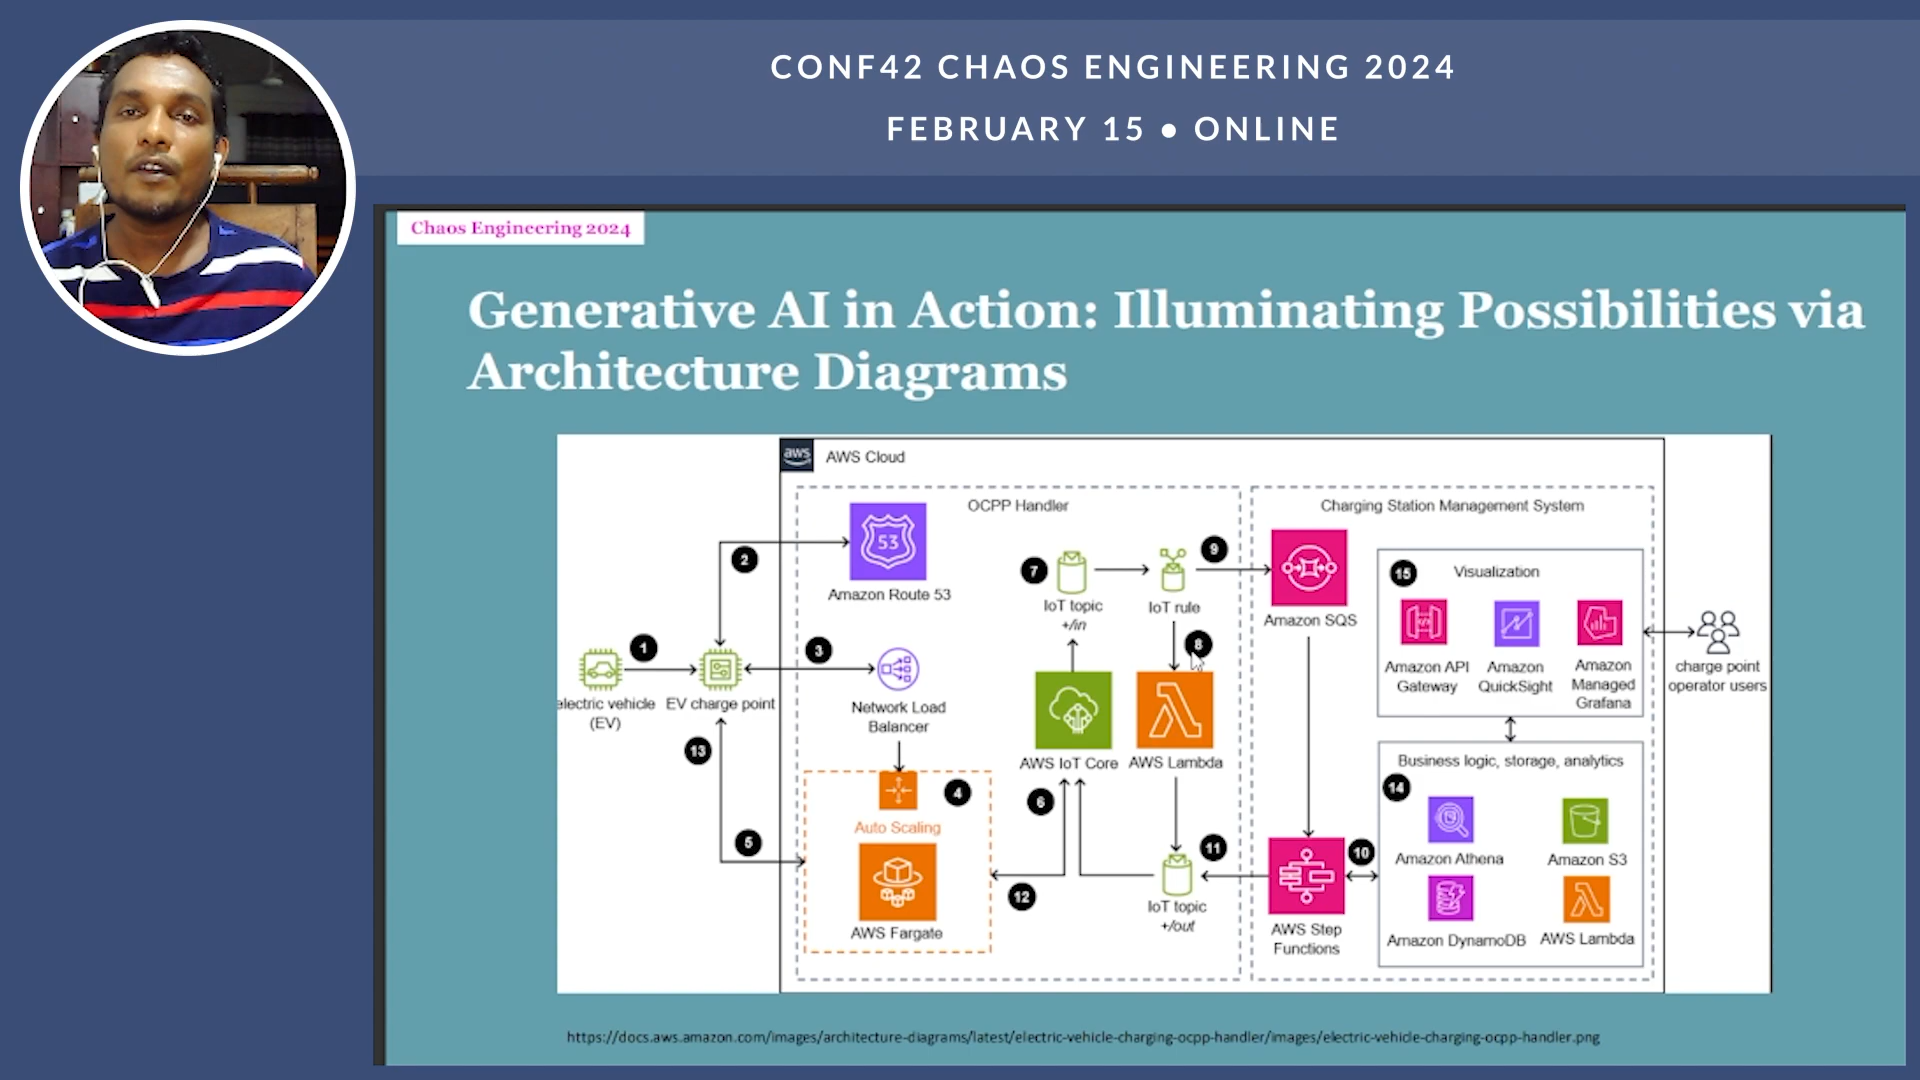 CONF42 CHAOS ENGINEERING 2024
FEBRUARY 15 • ONLINE
Chaos Engineering 2024
Generative AI in Action: Illuminating Possibilities via
Architecture Diagrams
aws
AWS Cloud
OCPP Handler
Charging Station Management System
2
53
Amazon Route 53
7
IoT topic
+/in
IoT rule
9
Amazon SQS
15
Visualization
Amazon API
Gateway
Amazon
QuickSight
Amazon
Managed
Grafana
charge point
operator users
1
electric vehicle
(EV)
EV charge point
3
Network Load
Balancer
8
AWS IoT Core
AWS Lambda
13
4
Auto Scaling
5
AWS Fargate
6
12
11
IoT topic
+/out
10
AWS Step
Functions
Business logic, storage, analytics
14
Amazon Athena
Amazon S3
Amazon DynamoDB
AWS Lambda
https://docs.aws.amazon.com/images/architecture-diagrams/latest/electric-vehicle-charging-ocpp-handler/images/electric-vehicle-charging-ocpp-handler.png